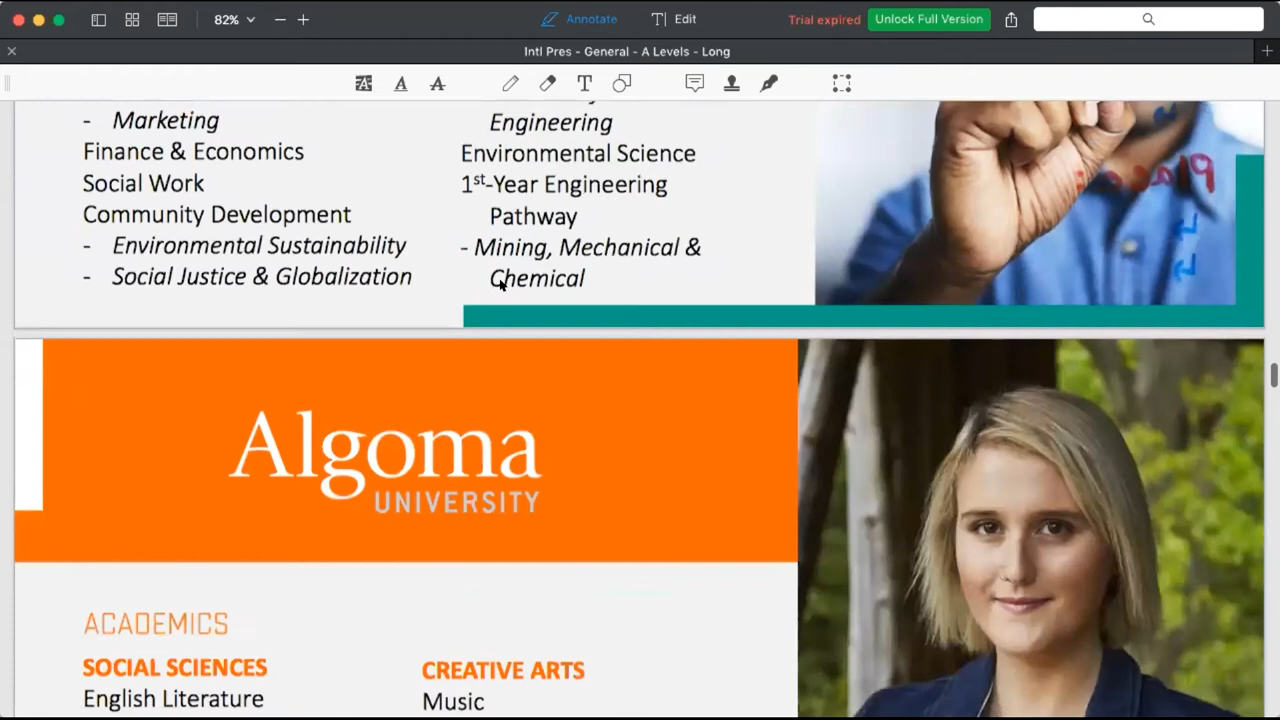 82%
Annotate
Edit
Trial expired
Unlock Full Version
Intl Pres - General - A Levels - Long
- Marketing
Finance & Economics
Social Work
Community Development
- Environmental Sustainability
- Social Justice & Globalization
Engineering
Environmental Science
1st-Year Engineering
Pathway
- Mining, Mechanical &
Chemical
Algoma
UNIVERSITY
ACADEMICS
SOCIAL SCIENCES
English Literature
CREATIVE ARTS
Music